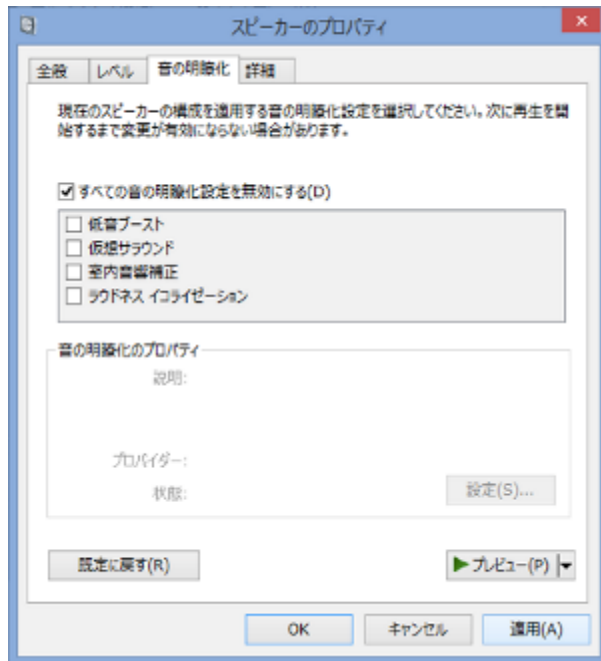 スピーカーのプロパティ
全般 レベル 音の明瞭化 詳細
現在のスピーカーの構成を適用する音の明瞭化設定を選択してください。次に再生を開
始するまで変更が有効にならない場合があります。
すべての音の明瞭化設定を無効にする(D)
低音ブースト
仮想サラウンド
室内音響補正
ラウドネス イコライゼーション
音の明瞭化のプロパティ
説明:
プロバイダー:
状態:
設定(S)...
既定に戻す(R)
プレビュー(P)
OK キャンセル 適用(A)